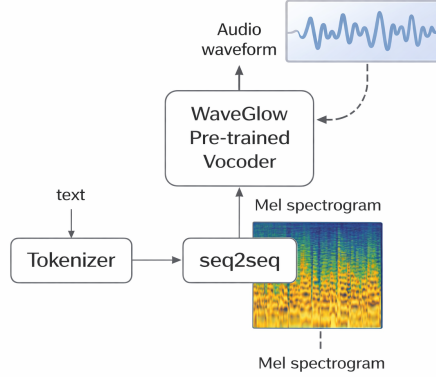 Audio
waveform
WaveGlow
Pre-trained
Vocoder
text
Mel spectrogram
Tokenizer
seq2seq
Mel spectrogram